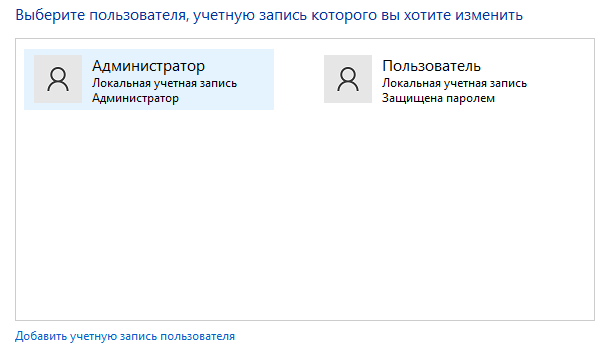 Выберите пользователя, учетную запись которого вы хотите изменить
Администратор
Локальная учетная запись
Администратор
Пользователь
Локальная учетная запись
Защищена паролем
Добавить учетную запись пользователя